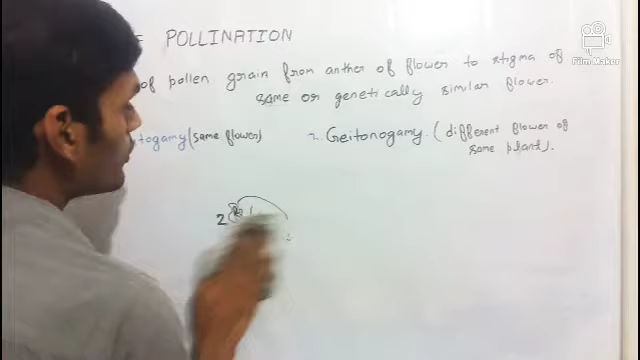 POLLINATION
of pollen grain from anther of flower to stigma of
same or genetically similar flower.
togamy (same flower)
2. Geitonogamy. (different flower of
same plant).
2
Film Maker